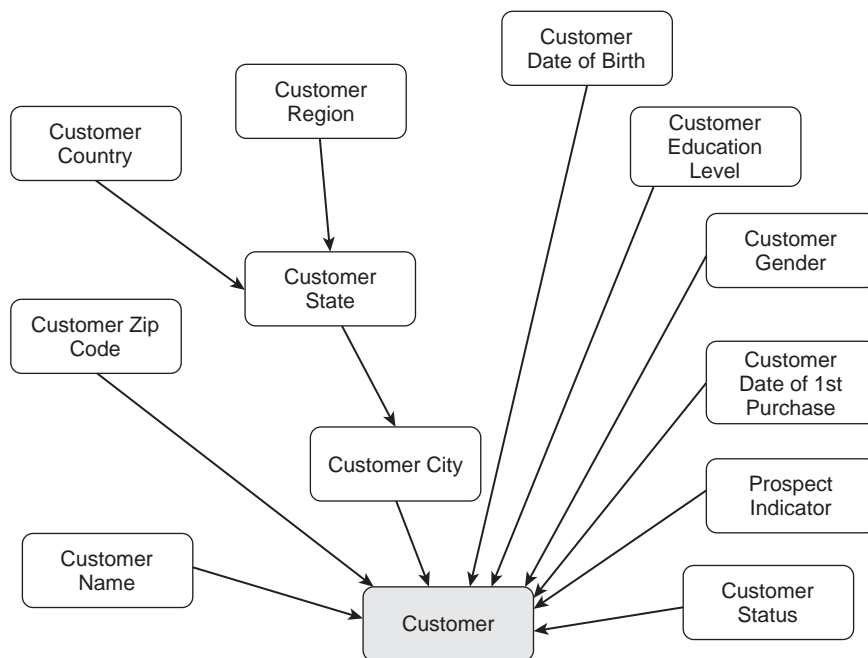 Customer
Date of Birth
Customer
Region
Customer
Country
Customer
Education
Level
Customer
Gender
Customer
State
Customer Zip
Code
Customer
Date of 1st
Purchase
Customer City
Prospect
Indicator
Customer
Name
Customer
Status
Customer